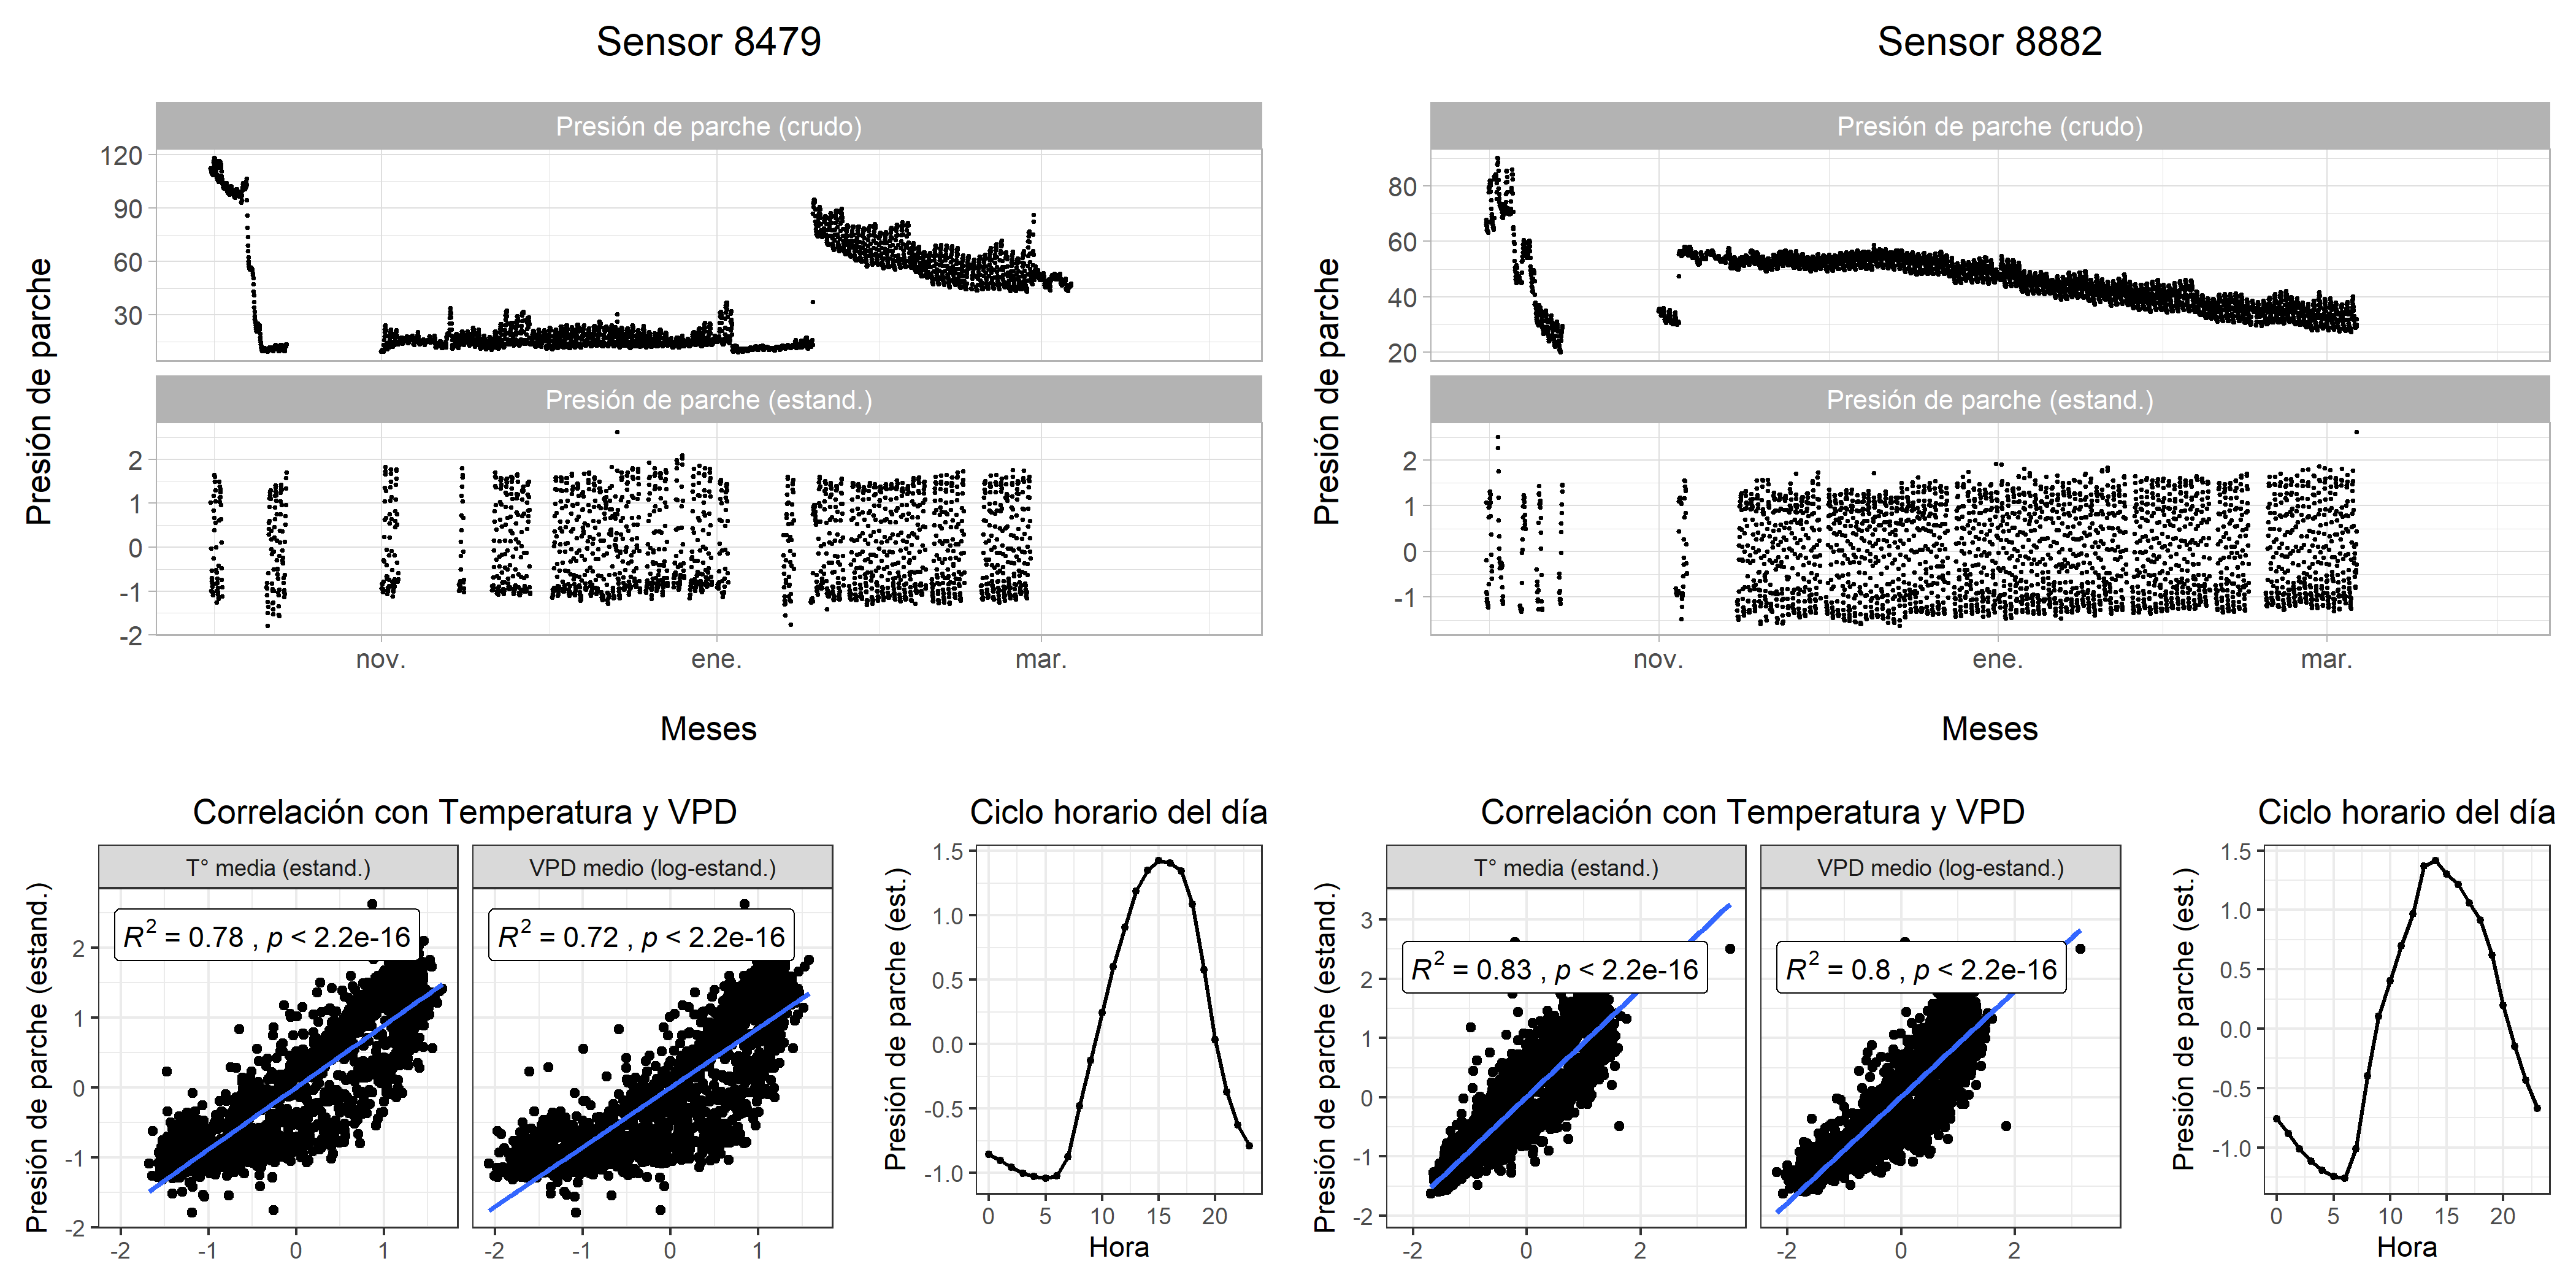 Sensor 8479
Presión de parche (crudo)
120
90
60
30
Presión de parche (estand.)
2
1
0
-1
-2
Presión de parche
nov. ene. mar.
Meses
Correlación con Temperatura y VPD
T° media (estand.)
VPD medio (log-estand.)
R² = 0.78 , p < 2.2e-16
R² = 0.72 , p < 2.2e-16
Presión de parche (estand.)
2
1
0
-1
-2
-2 -1 0 1
-2 -1 0 1
Ciclo horario del día
Presión de parche (est.)
1.5
1.0
0.5
0.0
-0.5
-1.0
0 5 10 15 20
Hora
Sensor 8882
Presión de parche (crudo)
80
60
40
20
Presión de parche (estand.)
2
1
0
-1
Presión de parche
nov. ene. mar.
Meses
Correlación con Temperatura y VPD
T° media (estand.)
VPD medio (log-estand.)
R² = 0.83 , p < 2.2e-16
R² = 0.8 , p < 2.2e-16
Presión de parche (estand.)
3
2
1
0
-1
-2
-2 0 2
-2 0 2
Ciclo horario del día
Presión de parche (est.)
1.5
1.0
0.5
0.0
-0.5
-1.0
0 5 10 15 20
Hora